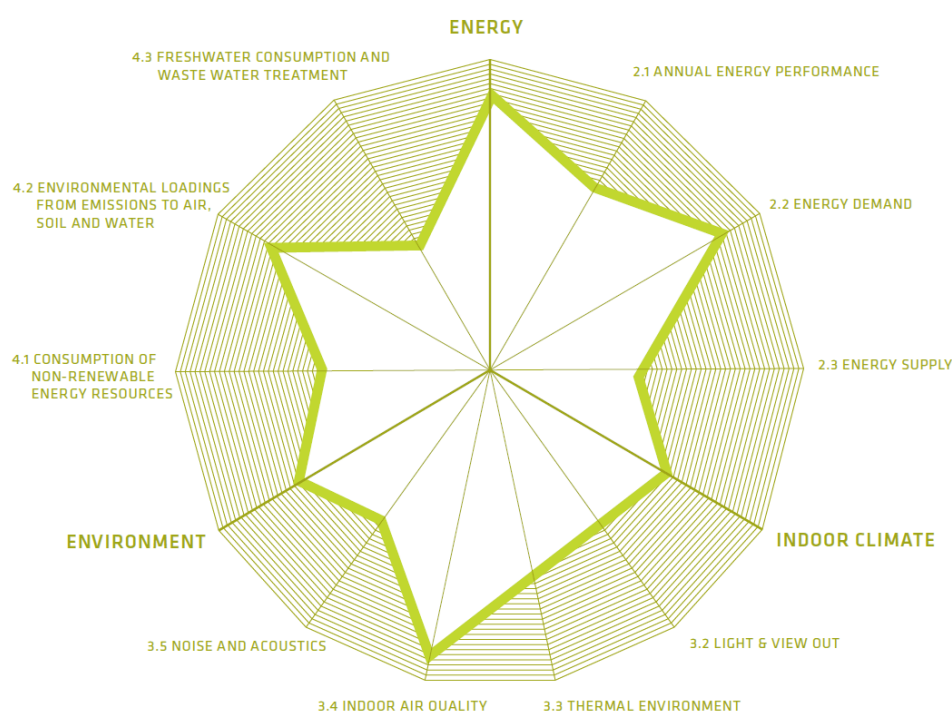 ENERGY
4.3 FRESHWATER CONSUMPTION AND
WASTE WATER TREATMENT
2.1 ANNUAL ENERGY PERFORMANCE
4.2 ENVIRONMENTAL LOADINGS
FROM EMISSIONS TO AIR,
SOIL AND WATER
2.2 ENERGY DEMAND
4.1 CONSUMPTION OF
NON-RENEWABLE
ENERGY RESOURCES
2.3 ENERGY SUPPLY
ENVIRONMENT
INDOOR CLIMATE
3.5 NOISE AND ACOUSTICS
3.2 LIGHT & VIEW OUT
3.4 INDOOR AIR QUALITY
3.3 THERMAL ENVIRONMENT